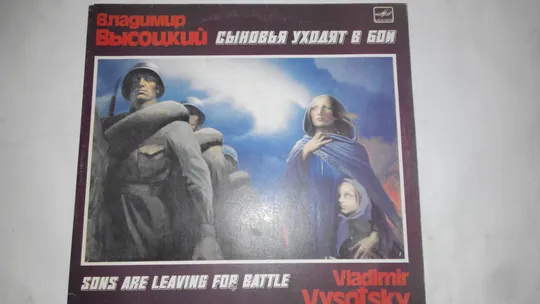 Владимир
Высоцкий
СЫНОВЬЯ УХОДЯТ В БОЙ
SONS ARE LEAVING FOR BATTLE
Vladimir
Vysotsky